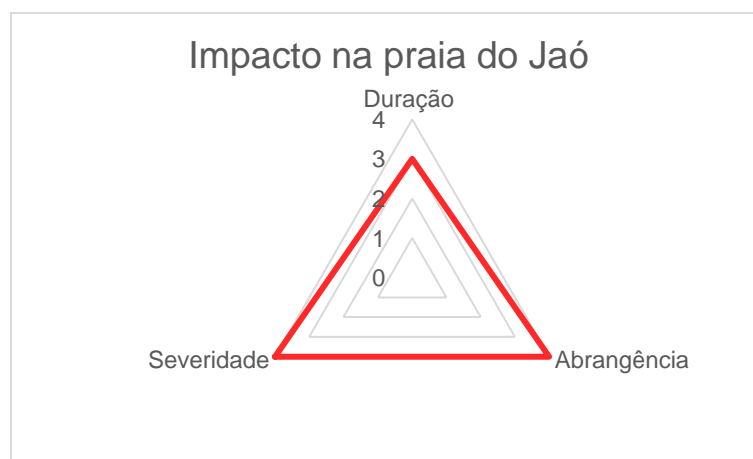 Impacto na praia do Jaó
Duração
4
3
2
1
0
Severidade
Abrangência